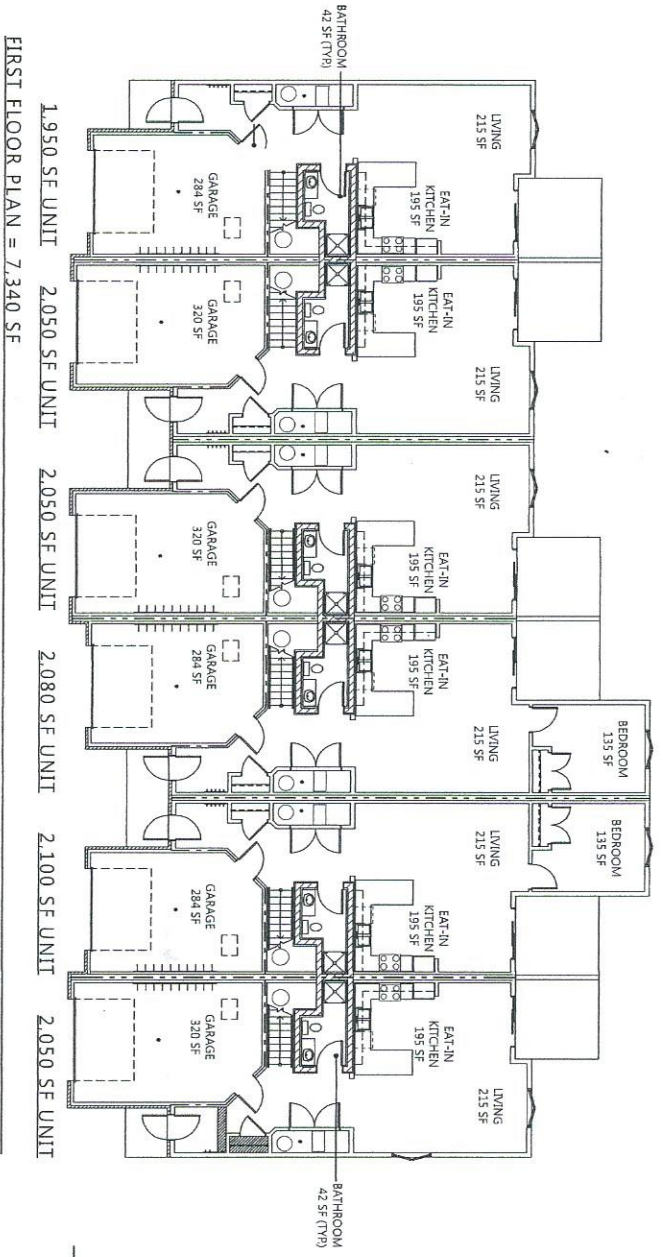 BATHROOM
42 SF (TYP.)
LIVING
215 SF
EAT-IN
KITCHEN
195 SF
GARAGE
284 SF
1,950 SF UNIT
EAT-IN
KITCHEN
195 SF
LIVING
215 SF
GARAGE
320 SF
2,050 SF UNIT
LIVING
215 SF
EAT-IN
KITCHEN
195 SF
GARAGE
320 SF
2,050 SF UNIT
EAT-IN
KITCHEN
195 SF
LIVING
215 SF
BEDROOM
135 SF
GARAGE
284 SF
2,080 SF UNIT
BEDROOM
135 SF
LIVING
215 SF
EAT-IN
KITCHEN
195 SF
GARAGE
284 SF
2,100 SF UNIT
EAT-IN
KITCHEN
195 SF
LIVING
215 SF
GARAGE
320 SF
2,050 SF UNIT
BATHROOM
42 SF (TYP.)
FIRST FLOOR PLAN = 7,340 SF